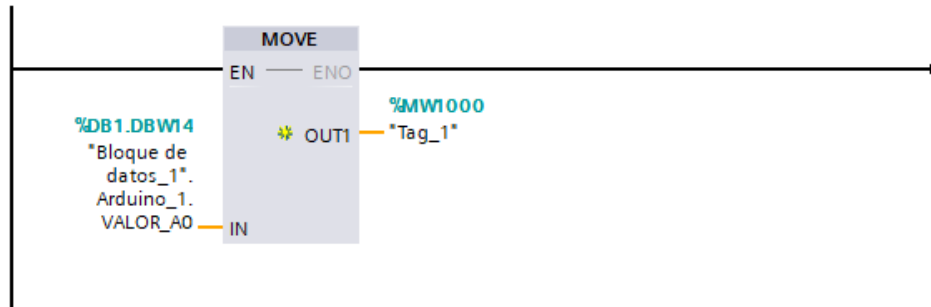 MOVE
EN
ENO
%MW1000
"Tag_1"
OUT1
%DB1.DBW14
"Bloque de
datos_1".
Arduino_1.
VALOR_A0
IN